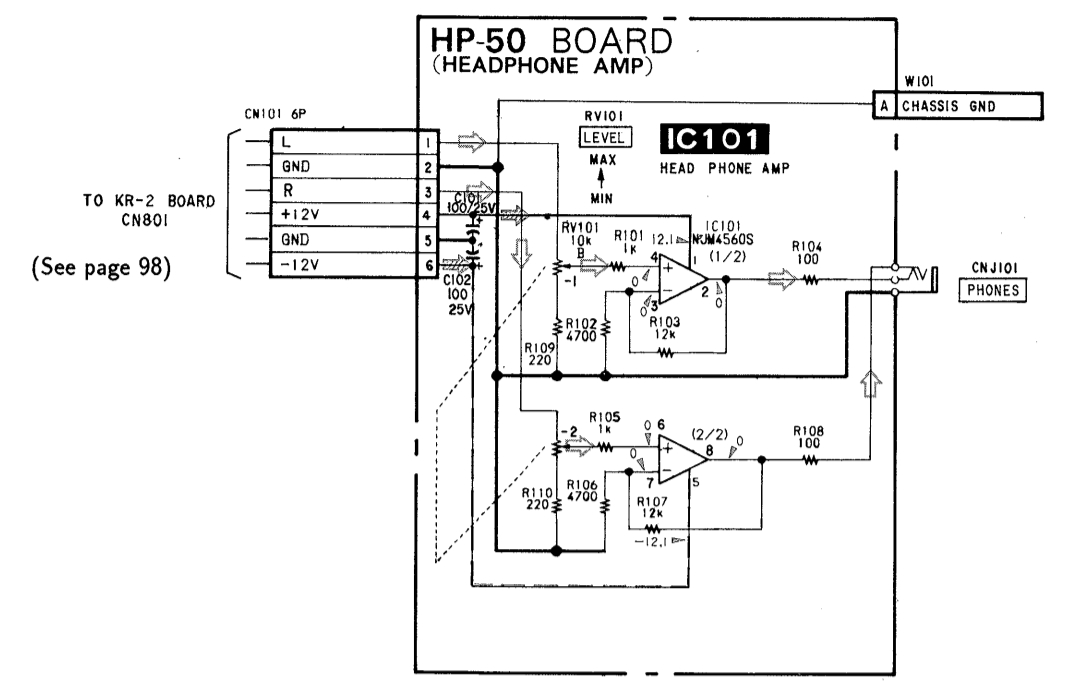 HP-50 BOARD
(HEADPHONE AMP)
W101
A CHASSIS GND
CN101 6P
L 1
GND 2
R 3
+12V 4
GND 5
-12V 6
TO KR-2 BOARD
CN801
(See page 98)
RV101
LEVEL
MAX
MIN
IC101
HEAD PHONE AMP
C101
100/25V
+
+
C102
100
25V
RV101
10k
B
-1
R101
1k
12.1
IC101
NJM4560S
(1/2)
4
+
1
0
−
3
0
2
0
R104
100
CNJ101
PHONES
R102
4700
R103
12k
R109
220
-2
R105
1k
0 6
(2/2)
8
0
+
0
−
7
5
R108
100
R106
4700
R110
220
R107
12k
-12.1